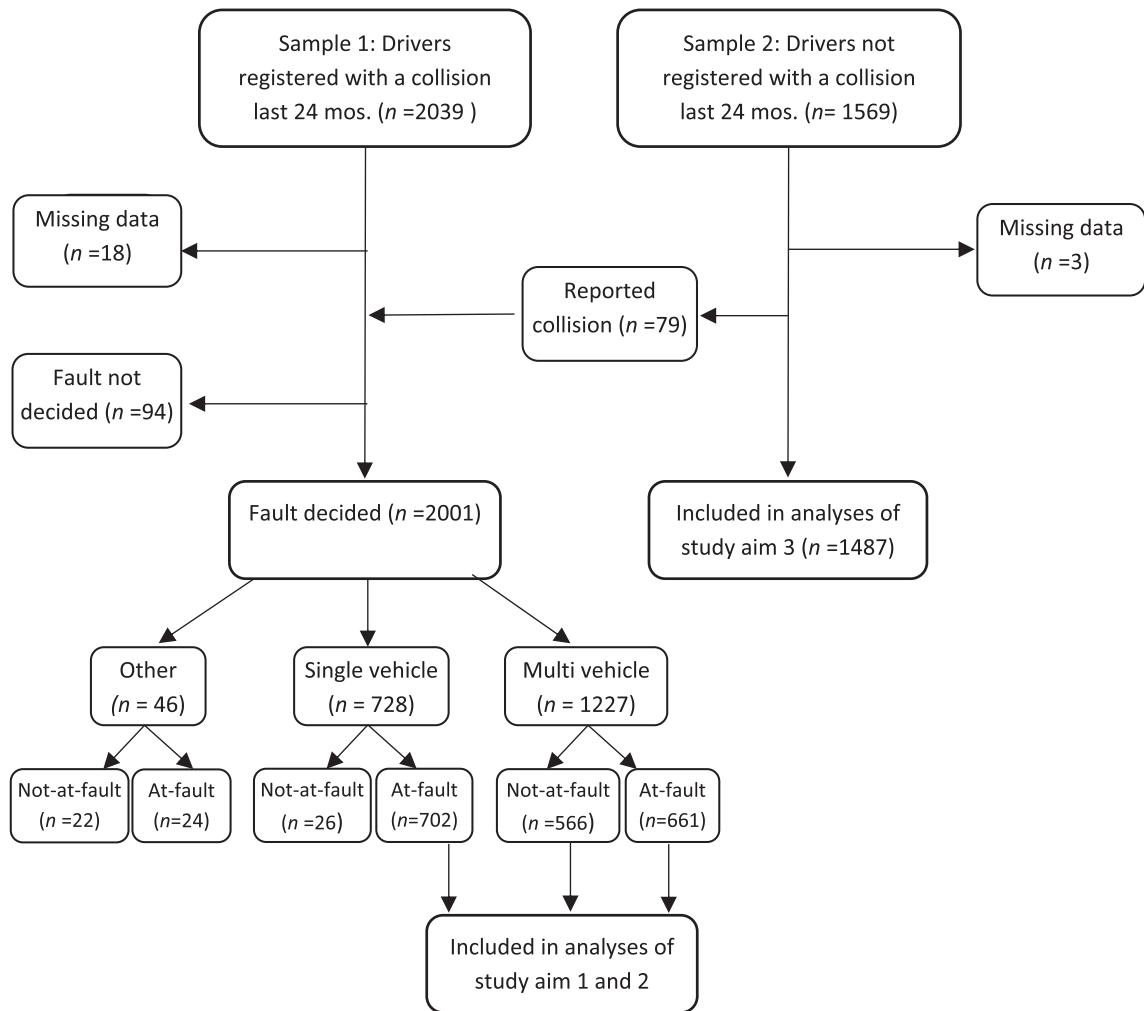 Sample 1: Drivers
registered with a collision
last 24 mos. (n =2039 )
Sample 2: Drivers not
registered with a collision
last 24 mos. (n= 1569)
Missing data
(n =18)
Missing data
(n =3)
Reported
collision (n =79)
Fault not
decided (n =94)
Fault decided (n =2001)
Included in analyses of
study aim 3 (n =1487)
Other
(n = 46)
Single vehicle
(n = 728)
Multi vehicle
(n = 1227)
Not-at-fault
(n =22)
At-fault
(n=24)
Not-at-fault
(n =26)
At-fault
(n=702)
Not-at-fault
(n =566)
At-fault
(n=661)
Included in analyses of
study aim 1 and 2